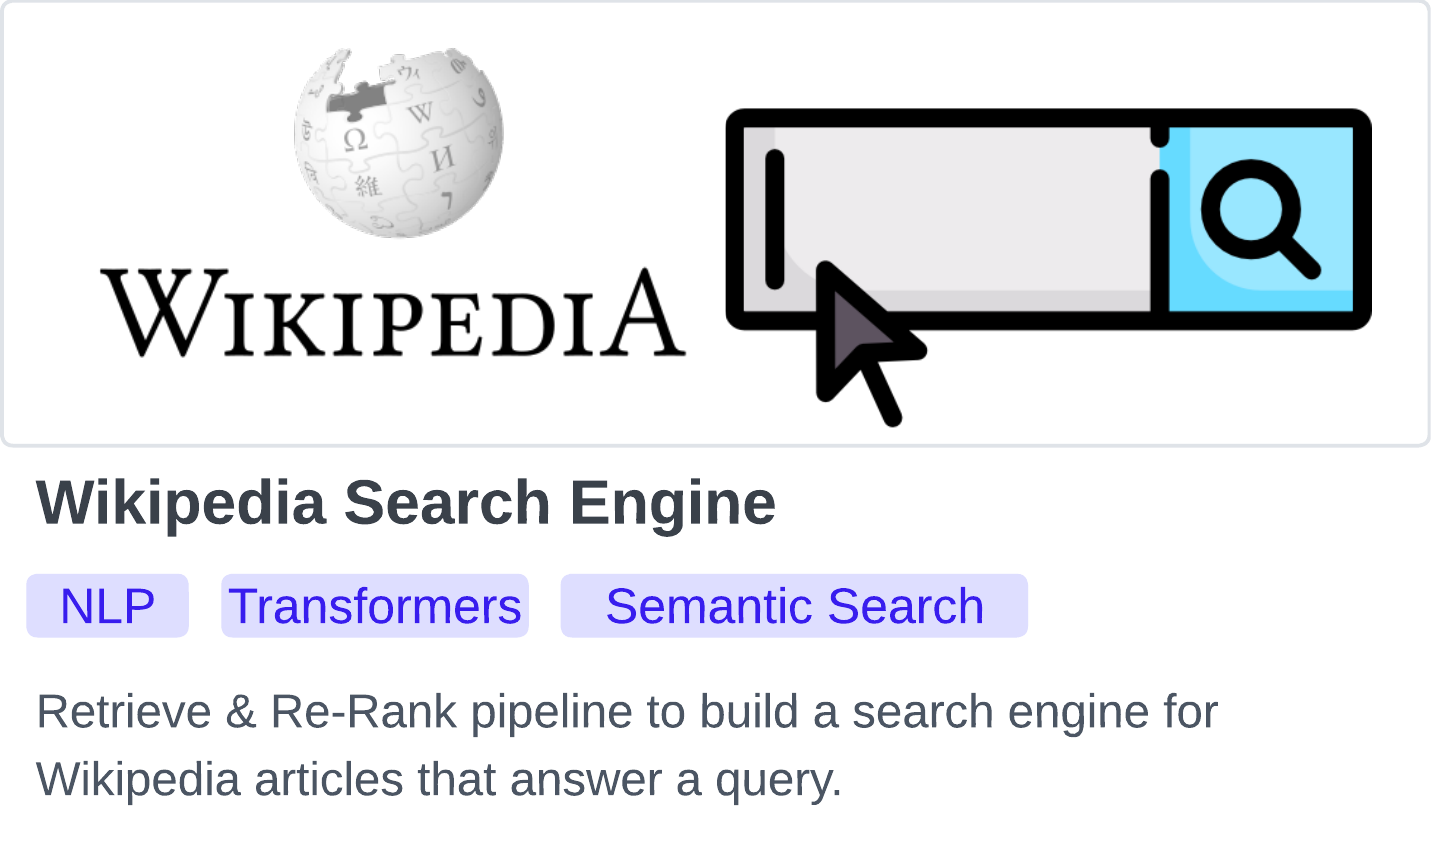 Ω
W
И
維
WIKIPEDIA
Wikipedia Search Engine
NLP Transformers Semantic Search
Retrieve & Re-Rank pipeline to build a search engine for
Wikipedia articles that answer a query.